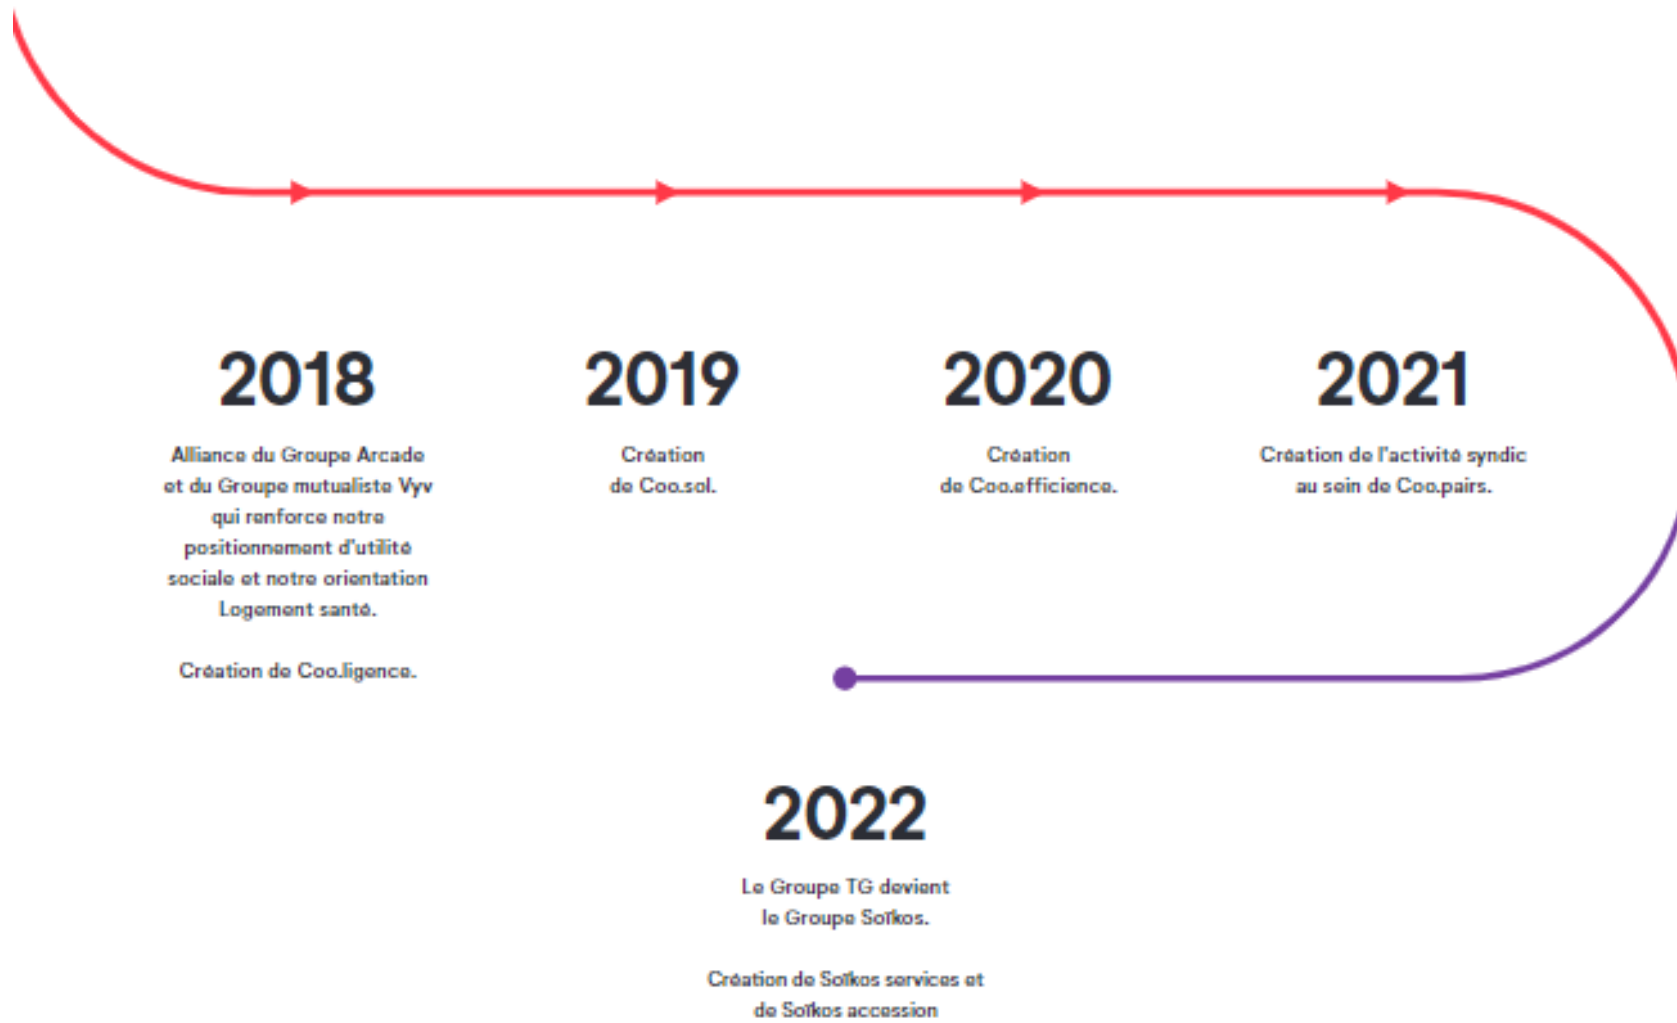 2018
Alliance du Groupe Arcade
et du Groupe mutualiste Vyv
qui renforce notre
positionnement d'utilité
sociale et notre orientation
Logement santé.
Création de Coo.ligence.
2019
Création
de Coo.sol.
2020
Création
de Coo.efficience.
2021
Création de l'activité syndic
au sein de Coo.pairs.
2022
Le Groupe TG devient
le Groupe Soïkos.
Création de Soïkos services et
de Soïkos accession